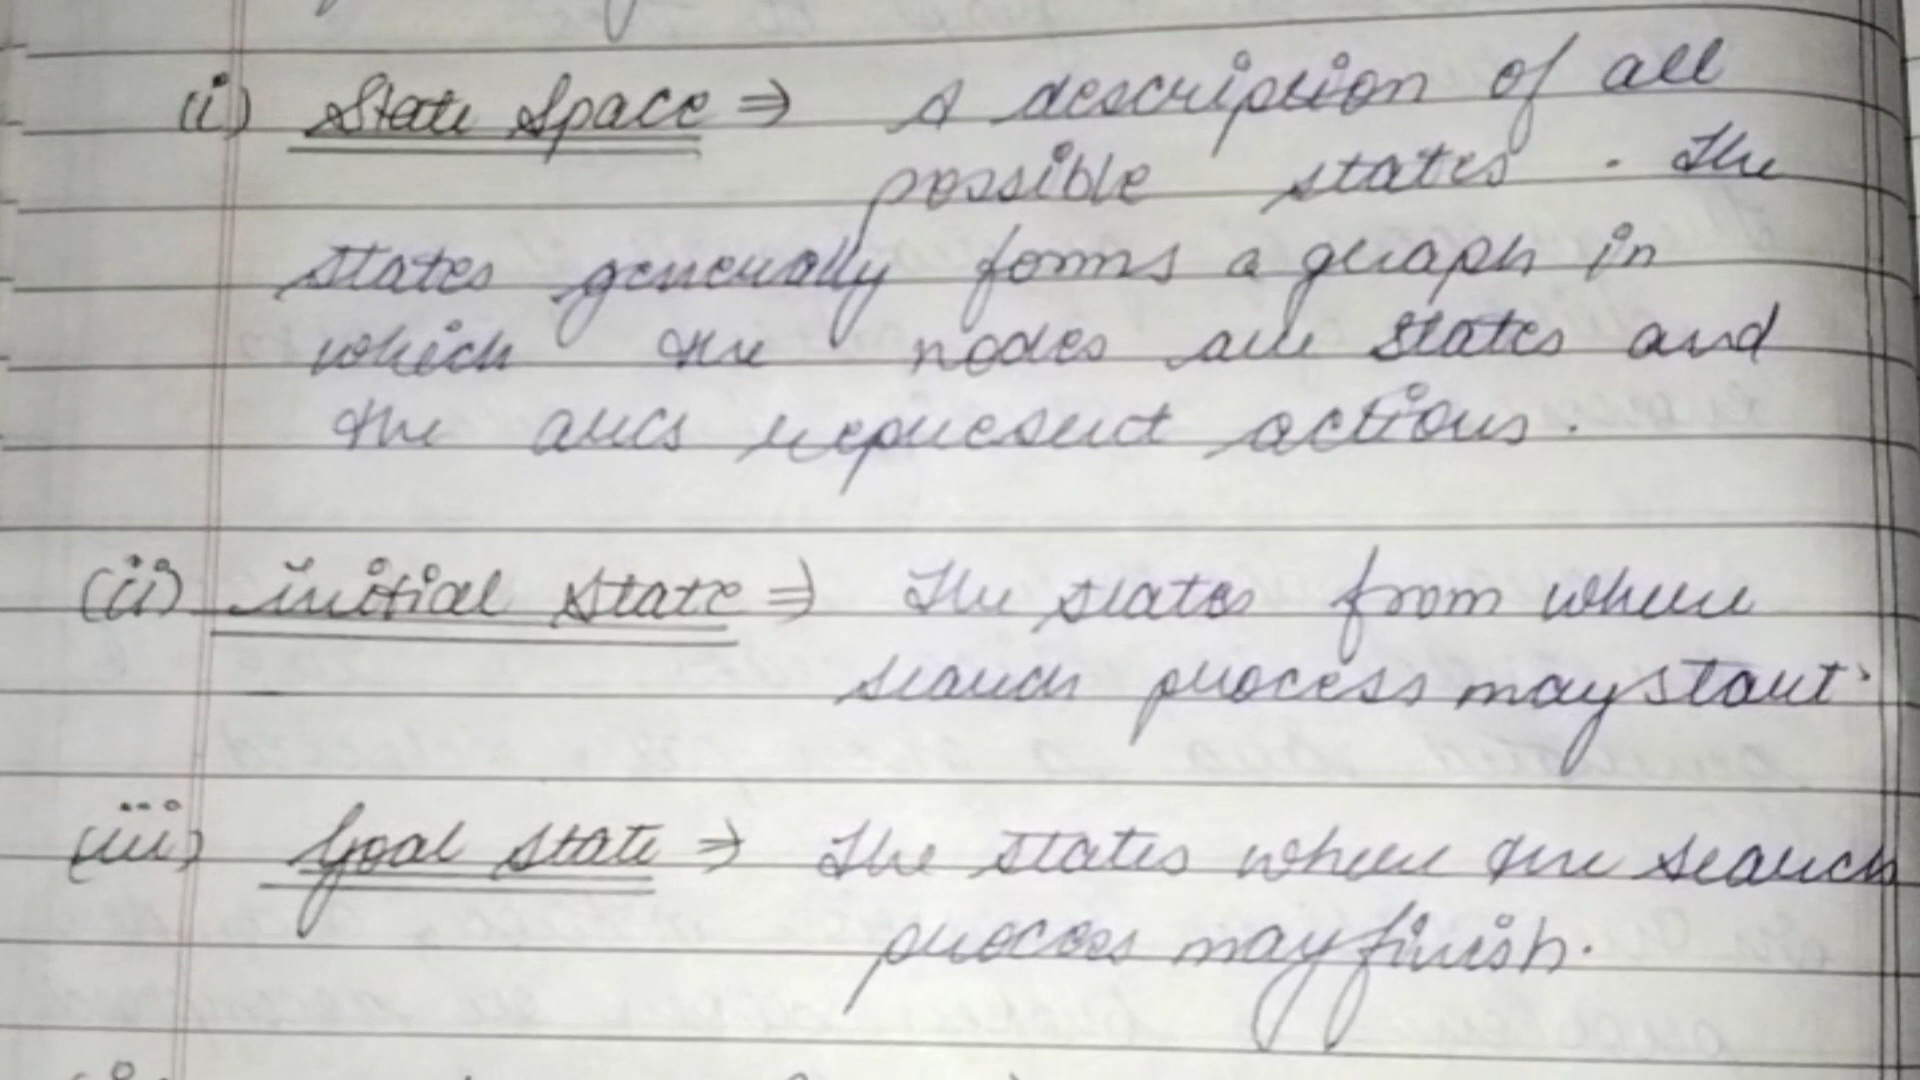 (i) State Space ⇒ A description of all
possible states. The
states generally forms a graph in
which the nodes are states and
the arcs represent actions.
(ii) initial state ⇒ The states from where
search process may start.
(iii) Goal state ⇒ The states where the search
process may finish.